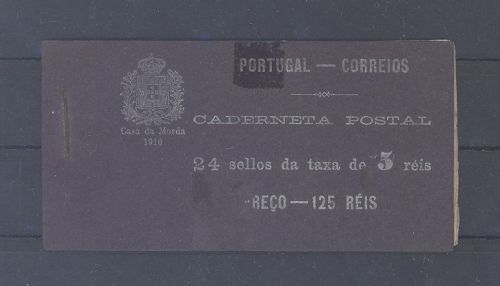 PORTUGAL — CORREIOS
CADERNETA POSTAL
24 sellos da taxa de 5 réis
REÇO — 125 RÉIS
Casa da Moeda
1910